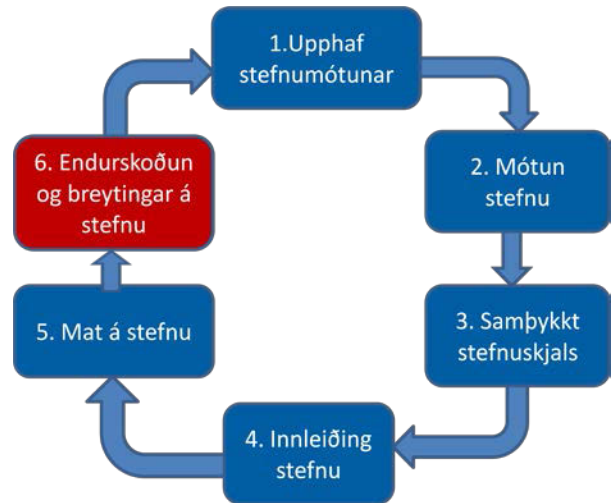 1.Upphaf
stefnumótunar
2. Mótun
stefnu
3. Samþykkt
stefnuskjals
4. Innleiðing
stefnu
5. Mat á stefnu
6. Endurskoðun
og breytingar á
stefnu